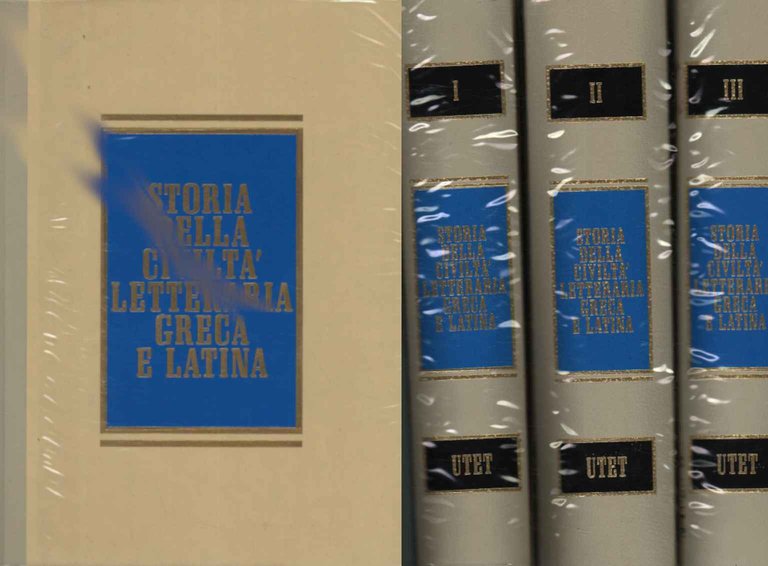 STORIA
DELLA
CIVILTA'
LETTERARIA
GRECA
E LATINA
I
STORIA
DELLA
CIVILTA'
LETTERARIA
GRECA
E LATINA
UTET
II
STORIA
DELLA
CIVILTA'
LETTERARIA
GRECA
E LATINA
UTET
III
STORIA
DELLA
CIVILTA'
LETTERARI
GRECA
E LATINA
UTET